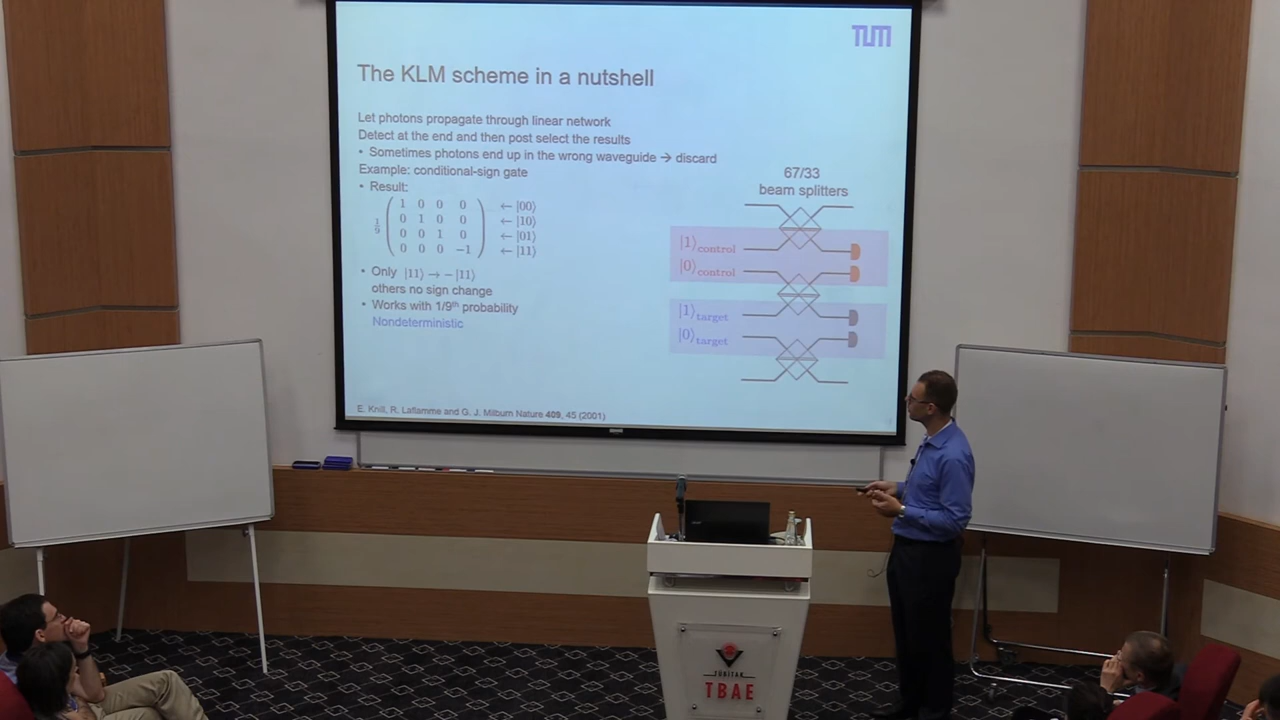 TUM
The KLM scheme in a nutshell
Let photons propagate through linear network
Detect at the end and then post select the results
• Sometimes photons end up in the wrong waveguide → discard
Example: conditional-sign gate
• Result:
1/9
1 0 0 0 ← |00⟩
0 1 0 0 ← |10⟩
0 0 1 0 ← |01⟩
0 0 0 −1 ← |11⟩
• Only |11⟩ → − |11⟩
others no sign change
• Works with 1/9th probability
Nondeterministic
67/33
beam splitters
|1⟩control
|0⟩control
|1⟩target
|0⟩target
E. Knill, R. Laflamme and G. J. Milburn Nature 409, 45 (2001)
TÜBİTAK
TBAE